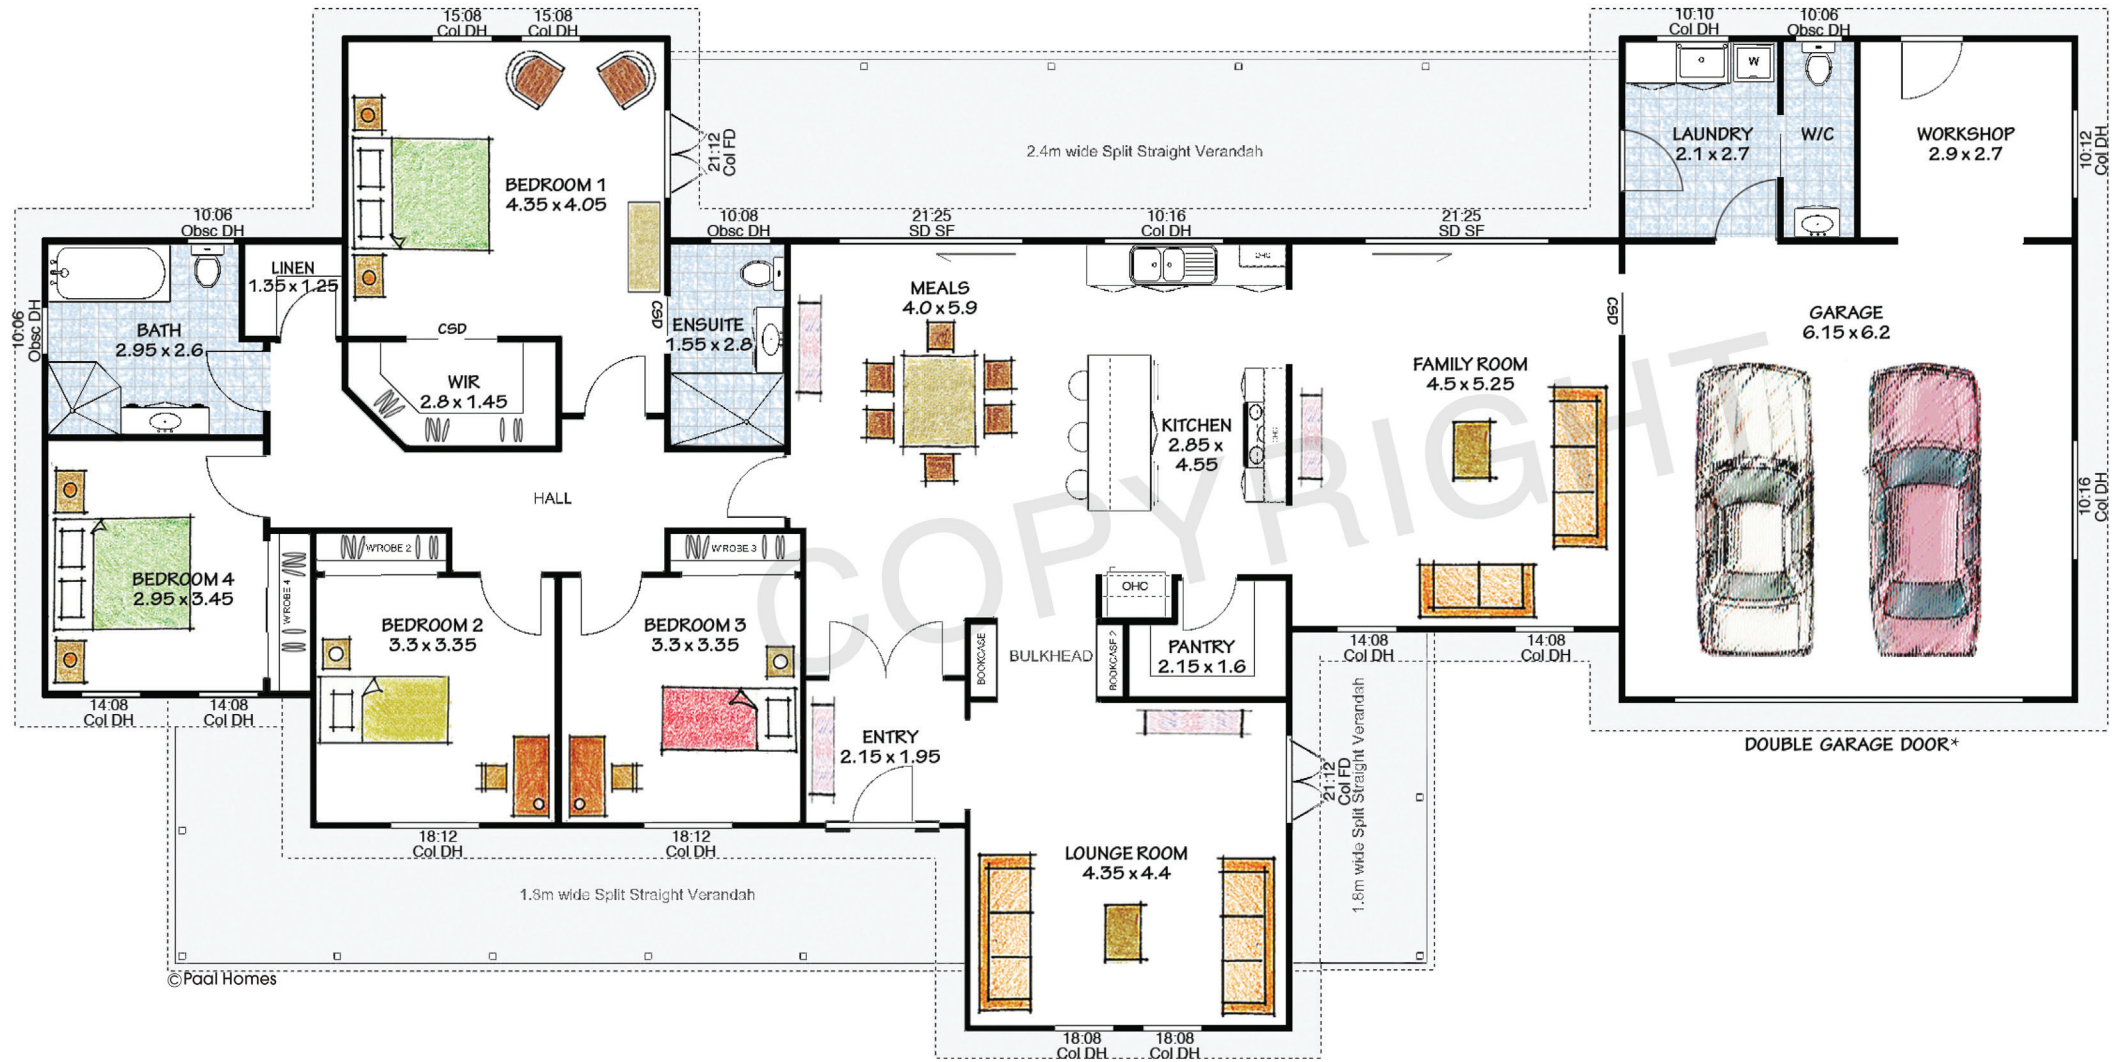 15:08
Col DH
15:08
Col DH
10:10
Col DH
10:06
Obsc DH
21:12
Col FD
2.4m wide Split Straight Verandah
LAUNDRY
2.1 x 2.7
W
W/C
WORKSHOP
2.9 x 2.7
10:12
Col DH
BEDROOM 1
4.35 x 4.05
10:06
Obsc DH
10:08
Obsc DH
21:25
SD SF
10:16
Col DH
21:25
SD SF
LINEN
1.35 x 1.25
10:06
Obsc DH
BATH
2.95 x 2.6
CSD
CSD
ENSUITE
1.55 x 2.8
MEALS
4.0 x 5.9
OHC
CSD
GARAGE
6.15 x 6.2
WIR
2.8 x 1.45
FAMILY ROOM
4.5 x 5.25
KITCHEN
2.85 x
4.55
OHC
COPYRIGHT
HALL
10:16
Col DH
W'ROBE 2
W'ROBE 3
BEDROOM 4
2.95 x 3.45
W'ROBE 4
OHC
BEDROOM 2
3.3 x 3.35
BEDROOM 3
3.3 x 3.35
BOOKCASE
BULKHEAD
BOOKCASE 2
PANTRY
2.15 x 1.6
14:08
Col DH
14:08
Col DH
14:08
Col DH
14:08
Col DH
ENTRY
2.15 x 1.95
21:12
Col FD
1.8m wide Split Straight Verandah
DOUBLE GARAGE DOOR*
18:12
Col DH
18:12
Col DH
LOUNGE ROOM
4.35 x 4.4
1.8m wide Split Straight Verandah
©Paal Homes
18:08
Col DH
18:08
Col DH